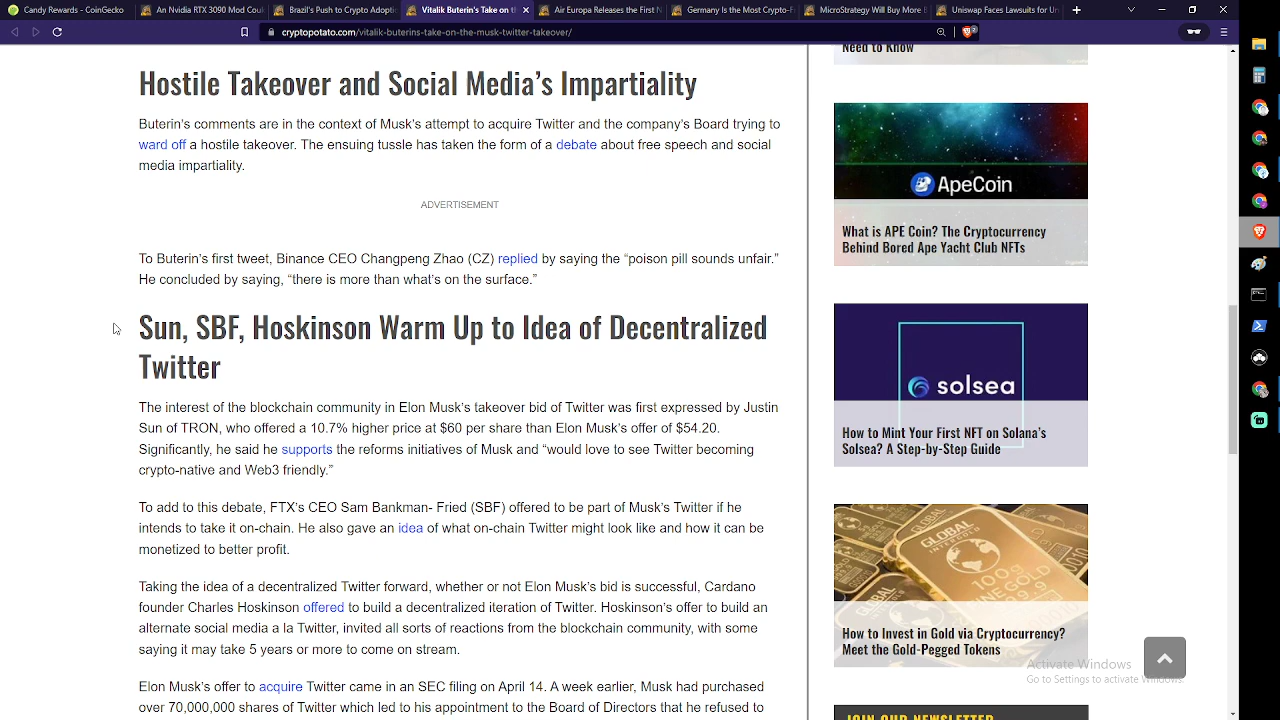 Candy Rewards - CoinGecko
An Nvidia RTX 3090 Mod Coul
Brazil's Push to Crypto Adopti
Vitalik Buterin's Take on th
Aier Europa Releases the First N
Germany Is the Most Crypto-f
Uruguay Will Buy More
cryptopotato.com/vitalik-buterins-take-on-the-musk-twitter-takeover/
Hostile Takeover and Social Media’s Impartiality
Buterin’s comments are in the context of Musk’s attempt to acquire Twitter and the company’s Board trying to
ward off a hostile takeover. The ensuing tussle has taken the form of a debate about free speech and social
media impartiality.
ADVERTISEMENT
To Buterin’s first tweet, Binance CEO Changpeng Zhao (CZ) replied by saying the “poison pill sounds unfair.”
He concluded by saying, “there is more than what’s on the surface.”
Sun, SBF, Hoskinson Warm Up to Idea of Decentralized
Twitter
The interest of the blockchain community in Elon Musk’s takeover bid of Twitter was first expressed by Justin
Sun of TRON, who offered a 10.7% higher price at $60 per share than Elon Musk’s offer of $54.20.
Significantly, he said he supports the reforms initiatives of Musk and “would love to see Twitter becoming
crypto-native and Web3 friendly.”
To add to this debate, FTX’s CEO Sam Bankman- Fried (SBF) offered to be part of Musk’s Twitter if he
intends to take it on-chain. He also gave an idea of what on-chain Twitter might look like and how it can be
modeled for better profit.
Taking the idea of a decentralized Twitter forward, whether or not Elon Musk’s bid is successful, Cardano
founder Charles Hoskinson offered to build a decentralized iteration of Twitter. Hoskinson’s offer to build an
alternative to Twitter, invited all sorts of reactions from the blockchain community, with some
saying it may take 5 years or more to come on steam.
Elon Musk’s offer to acquire Twitter came in an SEC filing on April 14. A week earlier, Musk had purchased
over 70,000,000 shares of Twitter which led to his appointment to the Board of Directors that he refused to
Need to Know
ApeCoin
What is APE Coin? The Cryptocurrency
Behind Bored Ape Yacht Club NFTs
solsea
How to Mint Your First NFT on Solana’s
Solsea? A Step-by-Step Guide
GLOBAL
INTERGOLD
100g
FINE GOLD
999.9
How to Invest in Gold via Cryptocurrency?
Meet the Gold-Pegged Tokens
JOIN OUR NEWSLETTER
Activate Windows
Go to Settings to activate Windows.